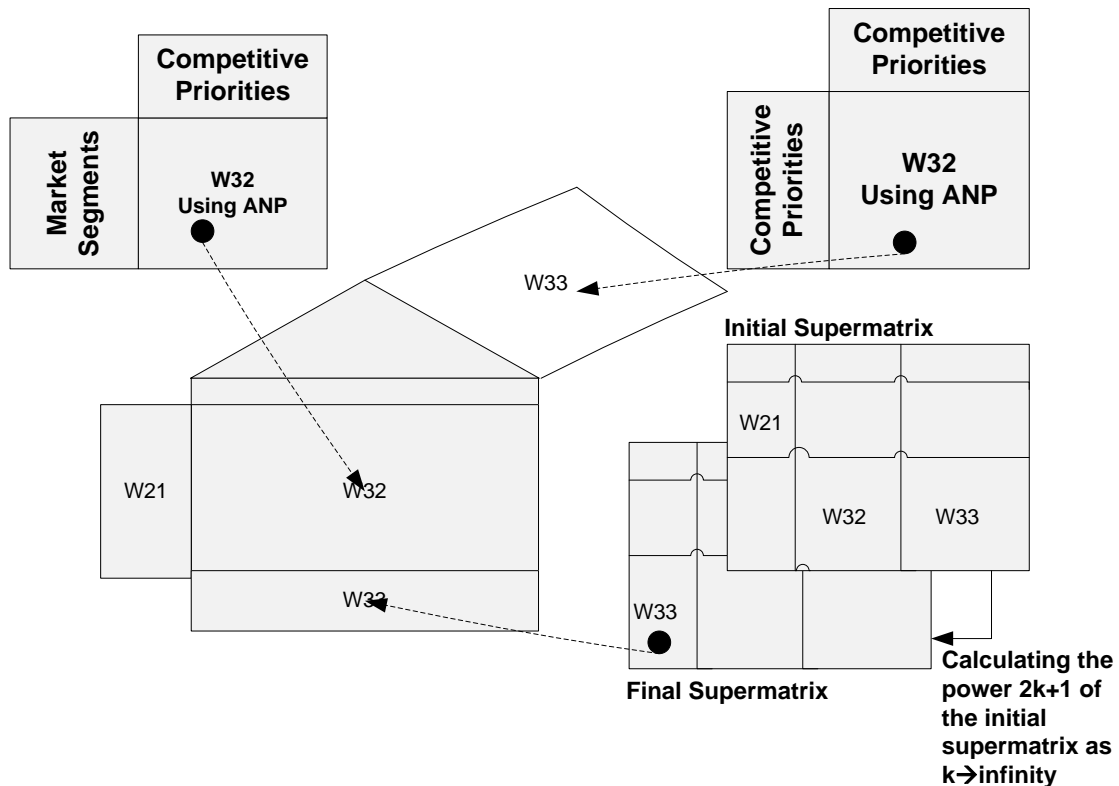 Competitive
Priorities
Market
Segments
W32
Using ANP
Competitive
Priorities
Competitive
Priorities
W32
Using ANP
W33
Initial Supermatrix
W21
W32
W33
W21
W32
W33
W33
Final Supermatrix
Calculating the
power 2k+1 of
the initial
supermatrix as
k→infinity